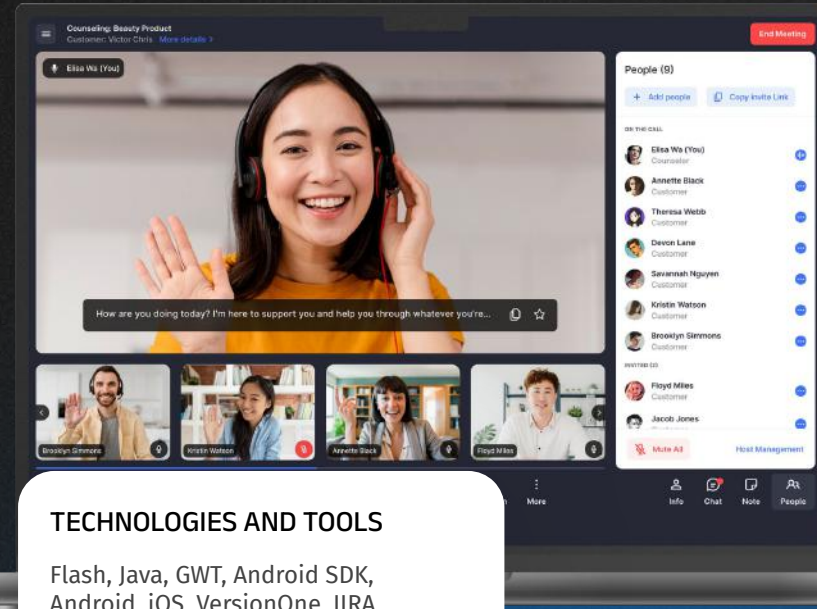 Counseling: Beauty Product
Customer: Victor Chris More details >
End Meeting
Elisa Wa (You)
How are you doing today? I'm here to support you and help you through whatever you're...
Brooklyn Simmons
Kristin Watson
Annette Black
Floyd Miles
People (9)
+ Add people Copy invite Link
ON THE CALL
Elisa Wa (You)
Counselor
Annette Black
Customer
Theresa Webb
Customer
Devon Lane
Customer
Savannah Nguyen
Customer
Kristin Watson
Customer
Brooklyn Simmons
Customer
INVITED (2)
Floyd Miles
Customer
Jacob Jones
Mute All Host Management
More
Info Chat Note People
TECHNOLOGIES AND TOOLS
Flash, Java, GWT, Android SDK,
Android, iOS, VersionOne, JIRA